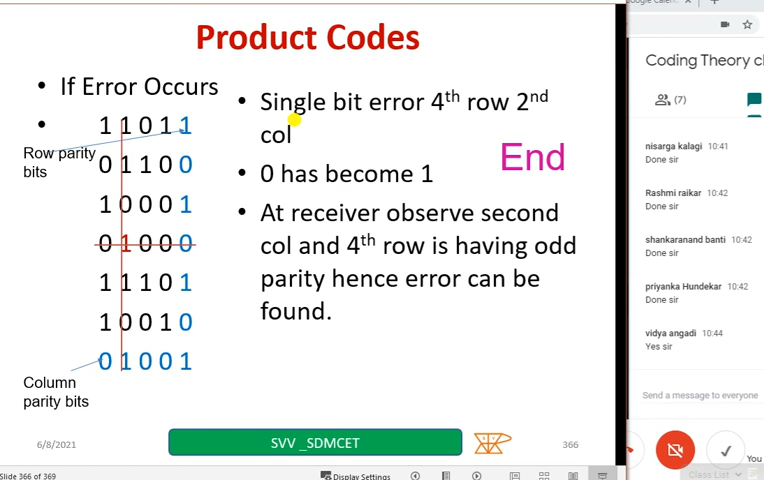 Product Codes
• If Error Occurs
•
1 1 0 1 1 1
Row parity bits
0 1 1 0 0
1 0 0 0 1
0 1 0 0 0
1 1 1 0 1
1 0 0 1 0
0 1 0 0 1
Column
parity bits
• Single bit error 4th row 2nd
col
• 0 has become 1
• At receiver observe second
col and 4th row is having odd
parity hence error can be
found.
End
6/8/2021
SVV _SDMCET
366
Slide 366 of 369
Display Settings
Coding Theory cl
(7)
nisarga kalagi 10:41
Done sir
Rashmi raikar 10:42
Done sir
shankaranand banti 10:42
Done sir
priyanka Hundekar 10:42
Done sir
vidya angadi 10:44
Yes sir
Send a message to everyone
You
Class List